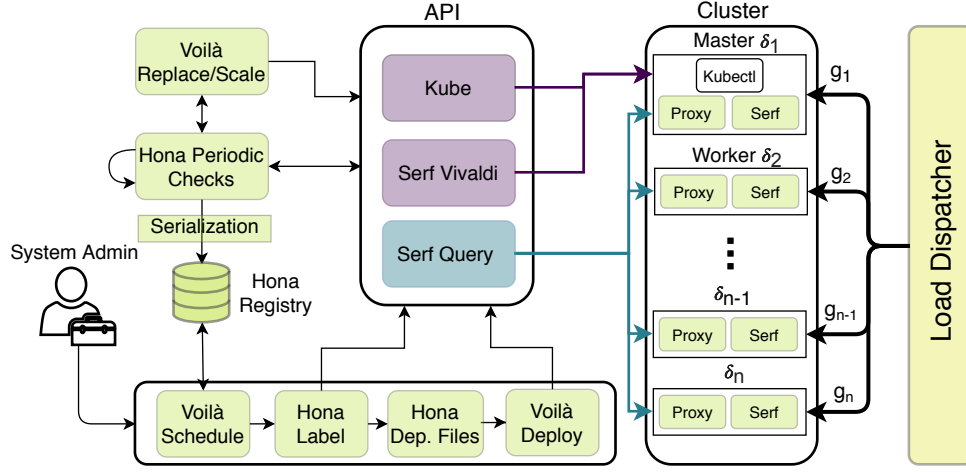 API
Cluster
Voilà
Replace/Scale
Kube
Master δ1
Kubectl
Proxy
Serf
g1
Hona Periodic
Checks
Serf Vivaldi
Worker δ2
Proxy
Serf
g2
Serialization
System Admin
Hona
Registry
Serf Query
δn-1
Proxy
Serf
gn-1
δn
Proxy
Serf
gn
Load Dispatcher
Voilà
Schedule
Hona
Label
Hona
Dep. Files
Voilà
Deploy